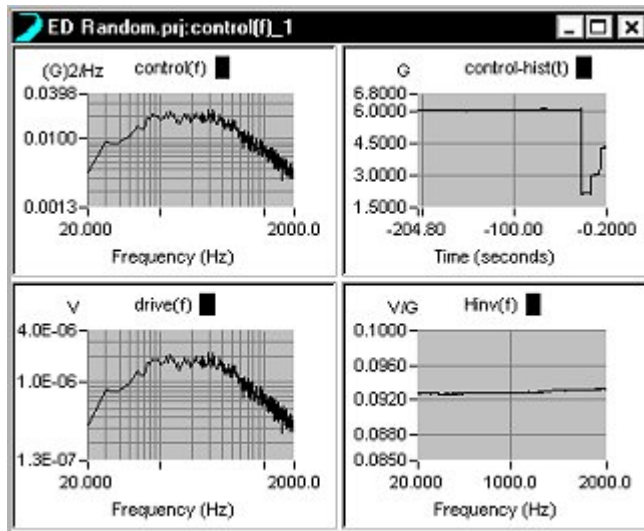 ED Random.prj:control(f)_1
(G)2/Hz control(f)
0.0398
0.0100
0.0013
20.000 2000.0
Frequency (Hz)
G control-hist(t)
6.8000
6.0000
4.5000
3.0000
1.5000
-204.80 -100.00 -0.2000
Time (seconds)
V drive(f)
4.0E-06
1.0E-06
1.3E-07
20.000 2000.0
Frequency (Hz)
V/G Hinv(f)
0.1000
0.0960
0.0920
0.0880
0.0850
20.000 1000.0 2000.0
Frequency (Hz)